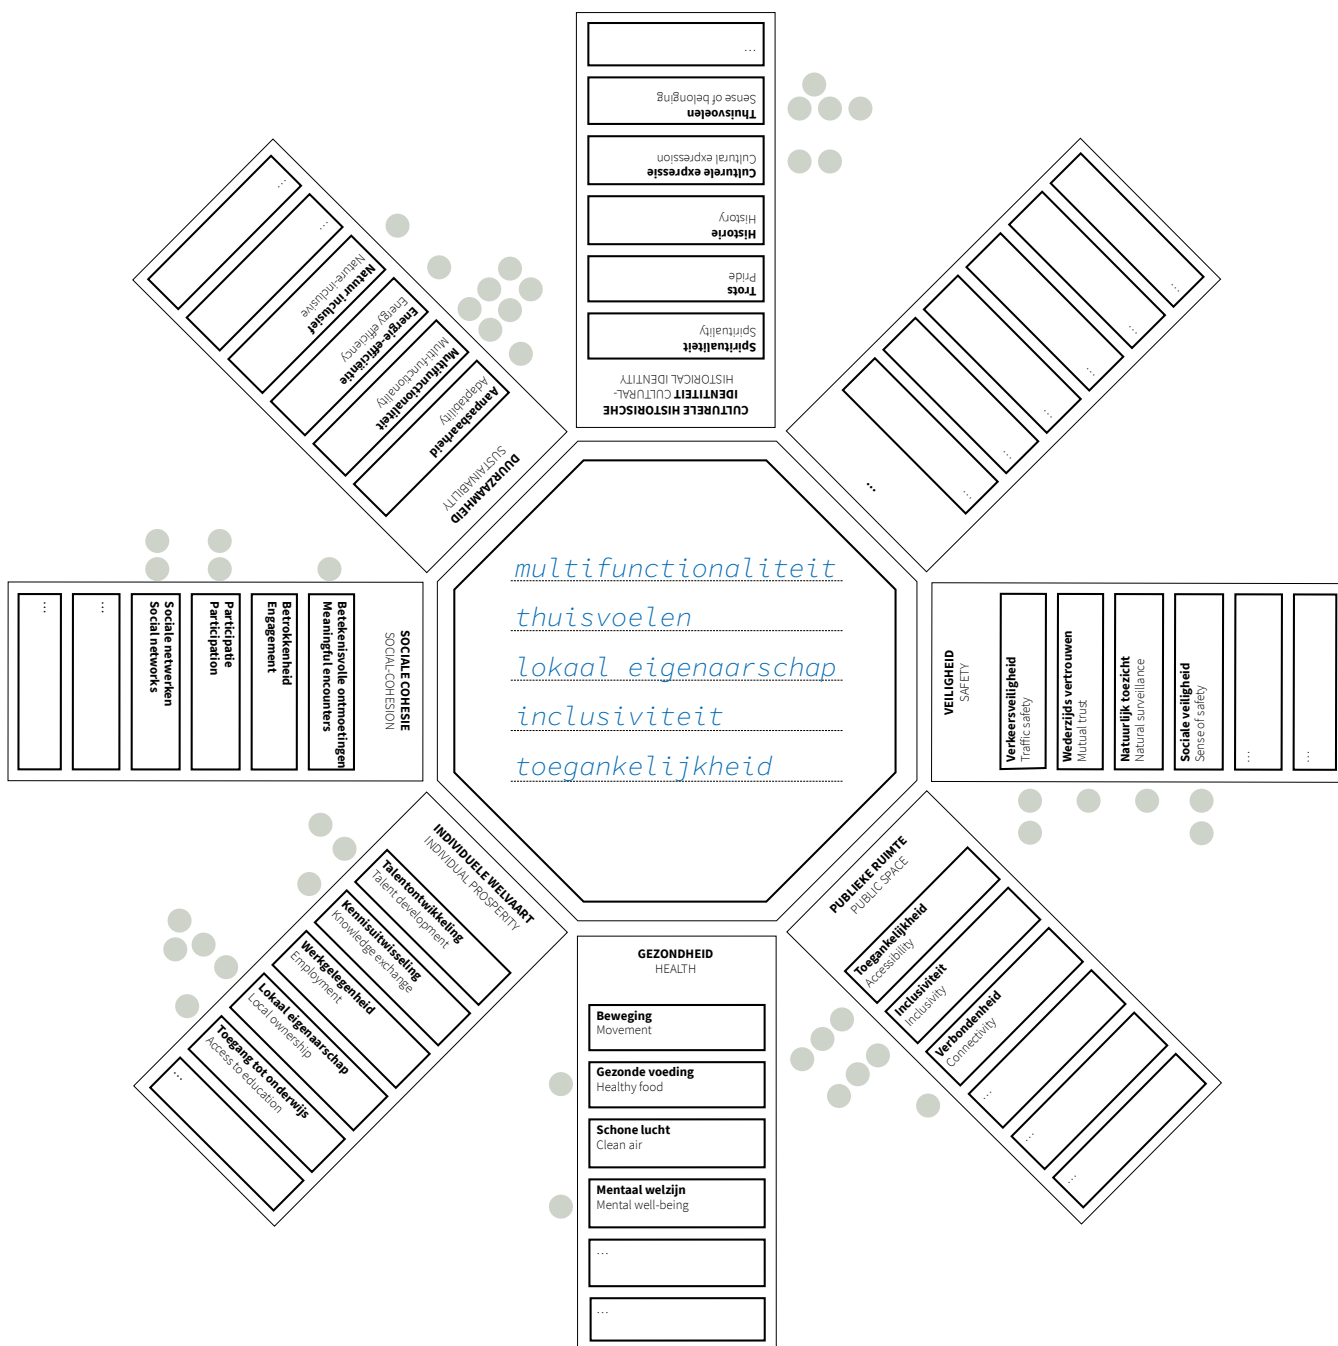 ...
Sense of belonging
Thuisvoelen
Cultural expression
Culturele expressie
History
Historie
Pride
Trots
Spirituality
Spiritualiteit
CULTURELE HISTORISCHE
IDENTITEIT CULTURAL-
HISTORICAL IDENTITY
...
...
...
...
...
...
...
...
...
Natuur inclusief
Nature-inclusive
Energie-efficiëntie
Energy efficiency
Multifunctionaliteit
Multi-functionality
Aanpasbaarheid
Adaptability
DUURZAAMHEID
SUSTAINABILITY
multifunctionaliteit
thuisvoelen
lokaal eigenaarschap
inclusiviteit
toegankelijkheid
...
...
Sociale netwerken
Social networks
Participatie
Participation
Betrokkenheid
Engagement
Betekenisvolle ontmoetingen
Meaningful encounters
SOCIALE COHESIE
SOCIAL-COHESION
VEILIGHEID
SAFETY
Verkeersveiligheid
Traffic safety
Wederzijds vertrouwen
Mutual trust
Natuurlijk toezicht
Natural surveillance
Sociale veiligheid
Sense of safety
...
...
INDIVIDUELE WELVAART
INDIVIDUAL PROSPERITY
Talentontwikkeling
Talent development
Kennisuitwisseling
Knowledge exchange
Werkgelegenheid
Employment
Lokaal eigenaarschap
Local ownership
Toegang tot onderwijs
Access to education
...
PUBLIEKE RUIMTE
PUBLIC SPACE
Toegankelijkheid
Accessibility
Inclusiviteit
Inclusivity
Verbondenheid
Connectivity
...
...
...
GEZONDHEID
HEALTH
Beweging
Movement
Gezonde voeding
Healthy food
Schone lucht
Clean air
Mentaal welzijn
Mental well-being
...
...